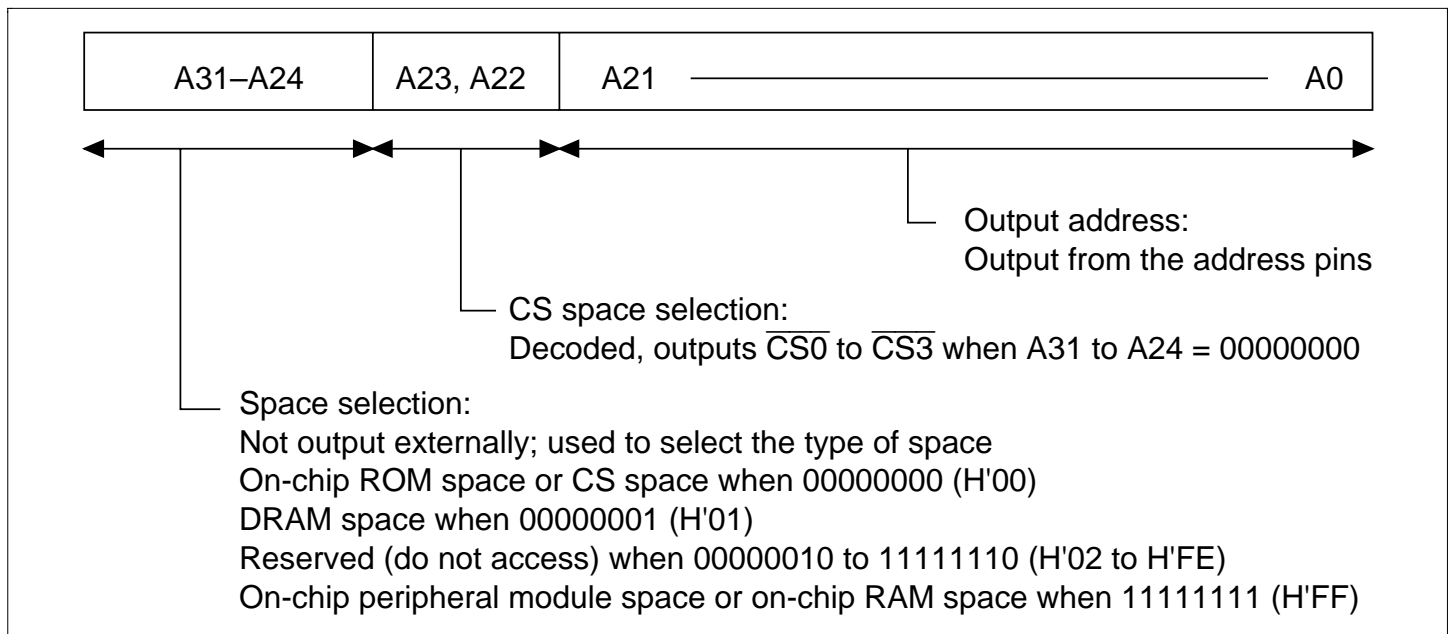 A31–A24 A23, A22 A21 A0
Output address:
Output from the address pins
CS space selection:
Decoded, outputs C̅S̅0̅ to C̅S̅3̅ when A31 to A24 = 00000000
Space selection:
Not output externally; used to select the type of space
On-chip ROM space or CS space when 00000000 (H'00)
DRAM space when 00000001 (H'01)
Reserved (do not access) when 00000010 to 11111110 (H'02 to H'FE)
On-chip peripheral module space or on-chip RAM space when 11111111 (H'FF)